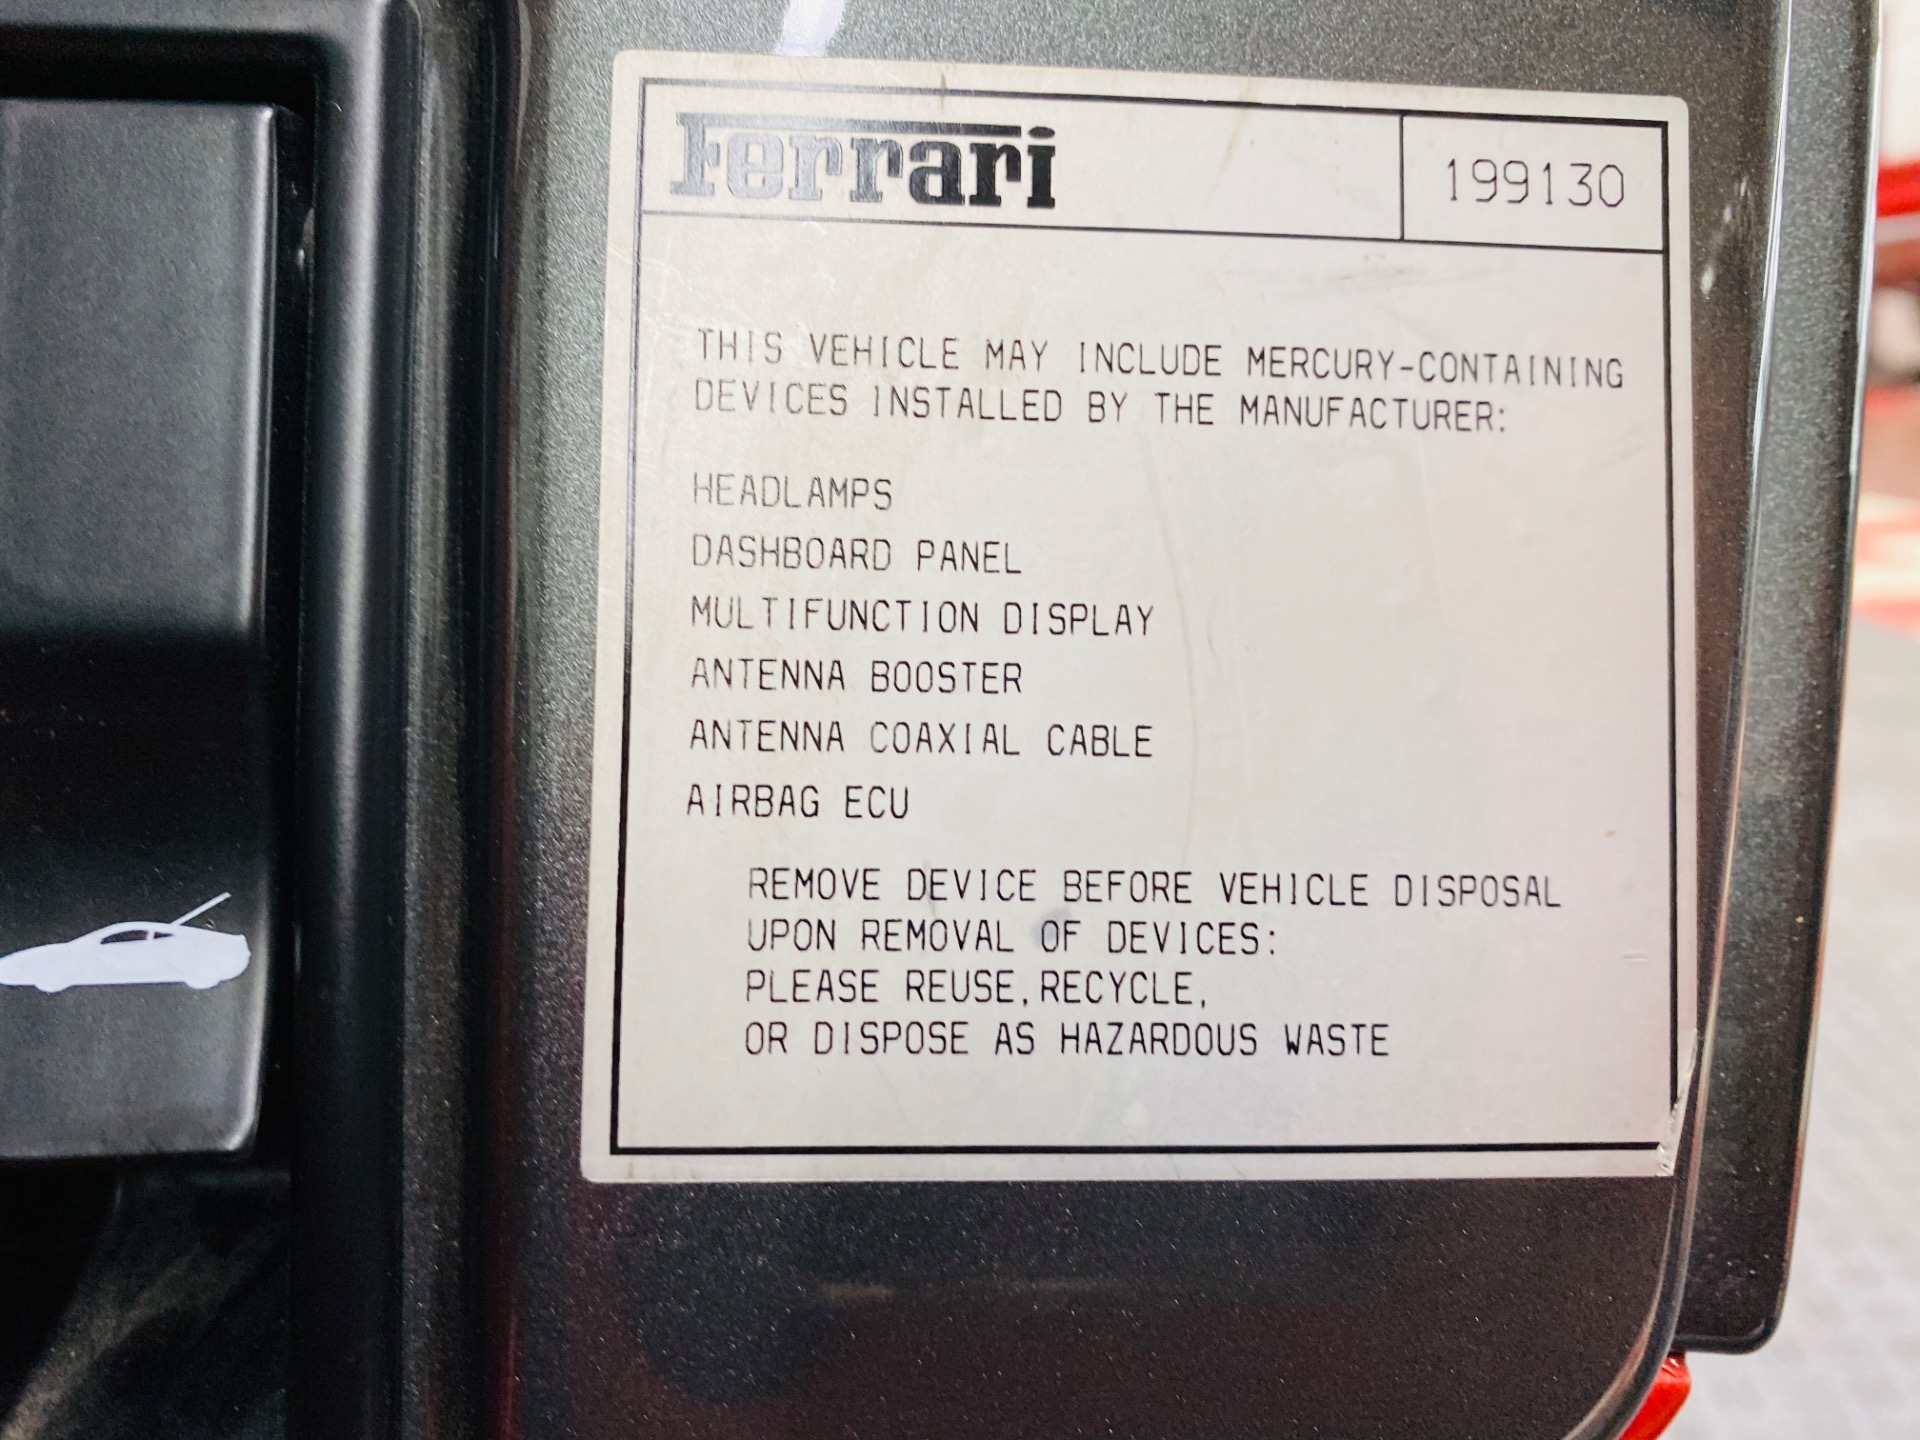 Ferrari
199130
THIS VEHICLE MAY INCLUDE MERCURY-CONTAINING
DEVICES INSTALLED BY THE MANUFACTURER:
HEADLAMPS
DASHBOARD PANEL
MULTIFUNCTION DISPLAY
ANTENNA BOOSTER
ANTENNA COAXIAL CABLE
AIRBAG ECU
REMOVE DEVICE BEFORE VEHICLE DISPOSAL
UPON REMOVAL OF DEVICES:
PLEASE REUSE, RECYCLE,
OR DISPOSE AS HAZARDOUS WASTE